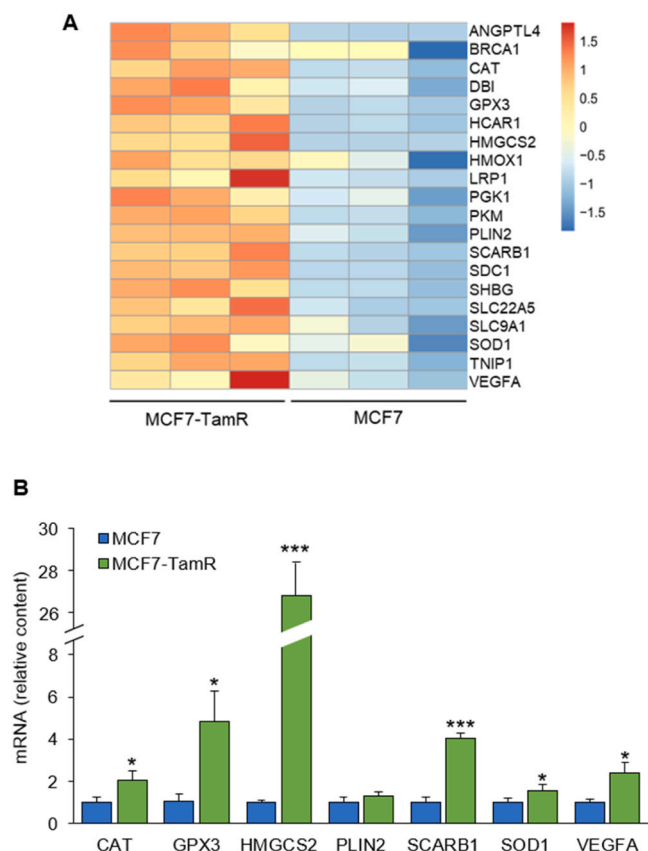 A
ANGPTL4
BRCA1
CAT
DBI
GPX3
HCAR1
HMGCS2
HMOX1
LRP1
PGK1
PKM
PLIN2
SCARB1
SDC1
SHBG
SLC22A5
SLC9A1
SOD1
TNIP1
VEGFA
1.5
1
0.5
0
−0.5
−1
−1.5
MCF7-TamR MCF7
B
mRNA (relative content)
30
28
26
8
6
4
2
0
MCF7
MCF7-TamR
* * *** *** * *
CAT GPX3 HMGCS2 PLIN2 SCARB1 SOD1 VEGFA